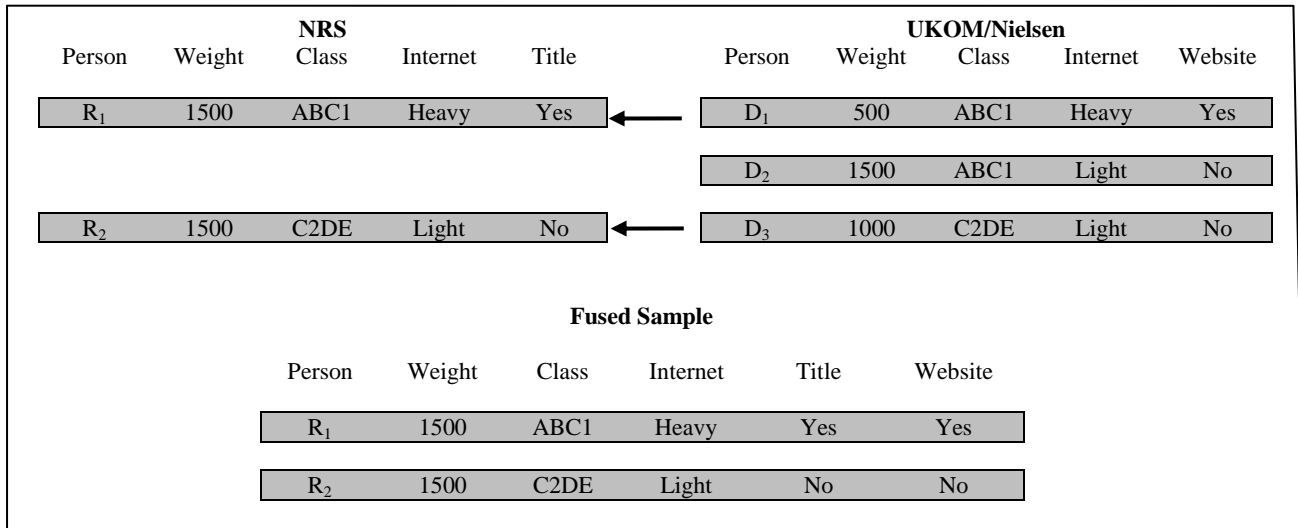 NRS UKOM/Nielsen
Person Weight Class Internet Title Person Weight Class Internet Website
R₁ 1500 ABC1 Heavy Yes D₁ 500 ABC1 Heavy Yes
D₂ 1500 ABC1 Light No
R₂ 1500 C2DE Light No D₃ 1000 C2DE Light No
Fused Sample
Person Weight Class Internet Title Website
R₁ 1500 ABC1 Heavy Yes Yes
R₂ 1500 C2DE Light No No